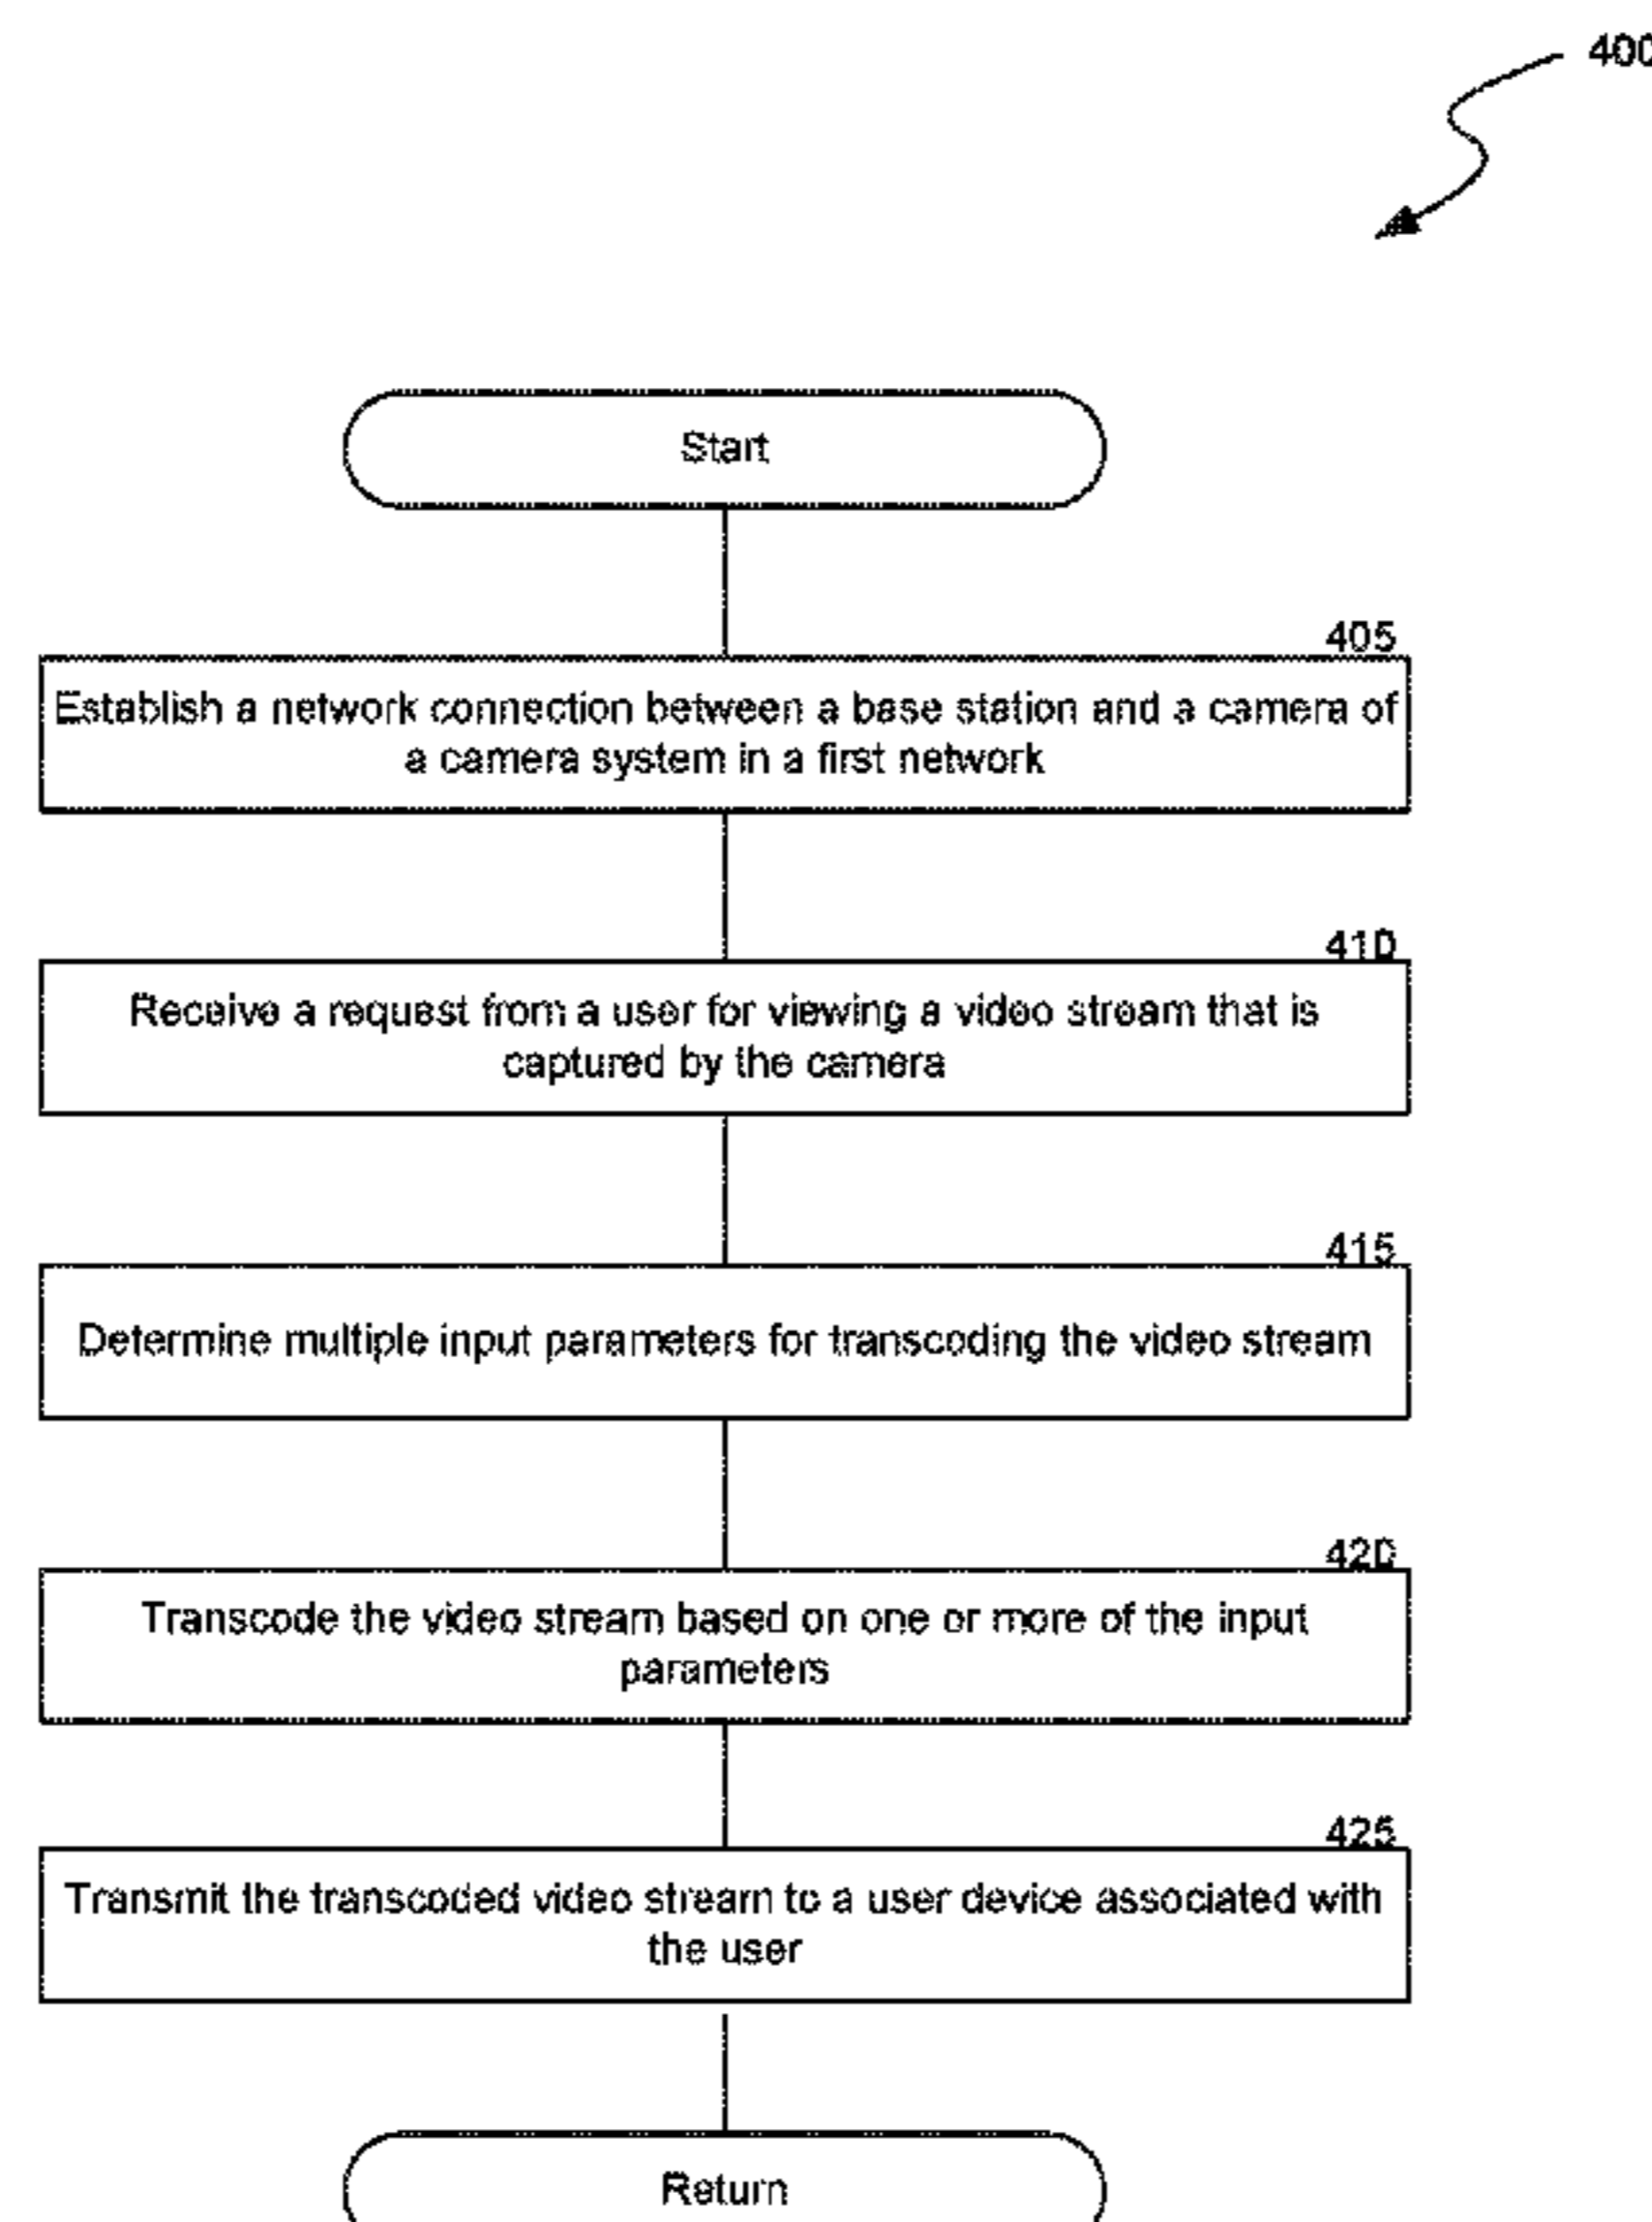 400
Start
405
Establish a network connection between a base station and a camera of
a camera system in a first network
410
Receive a request from a user for viewing a video stream that is
captured by the camera
415
Determine multiple input parameters for transcoding the video stream
420
Transcode the video stream based on one or more of the input
parameters
425
Transmit the transcoded video stream to a user device associated with
the user
Return